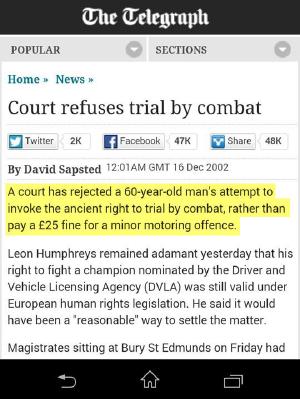 The Telegraph
POPULAR SECTIONS
Home » News »
Court refuses trial by combat
Twitter 2K Facebook 47K Share 48K
By David Sapsted 12:01AM GMT 16 Dec 2002
A court has rejected a 60-year-old man's attempt to
invoke the ancient right to trial by combat, rather than
pay a £25 fine for a minor motoring offence.
Leon Humphreys remained adamant yesterday that his
right to fight a champion nominated by the Driver and
Vehicle Licensing Agency (DVLA) was still valid under
European human rights legislation. He said it would
have been a "reasonable" way to settle the matter.
Magistrates sitting at Bury St Edmunds on Friday had